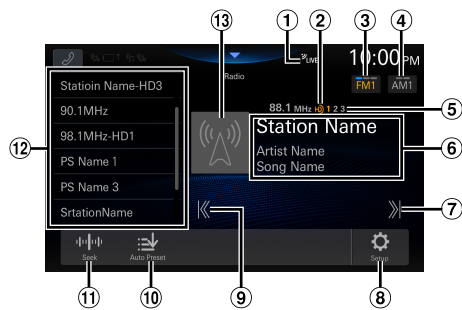 13 1 2 3 4
LIVE
10:00PM
Radio
FM1 AM1
Statioin Name-HD3
90.1MHz
98.1MHz-HD1
PS Name 1
PS Name 3
SrtationName
88.1 MHz HD 1 2 3
Station Name
Artist Name
Song Name
5
6
12
7
Seek
Auto Preset
Setup
11 10 9 8